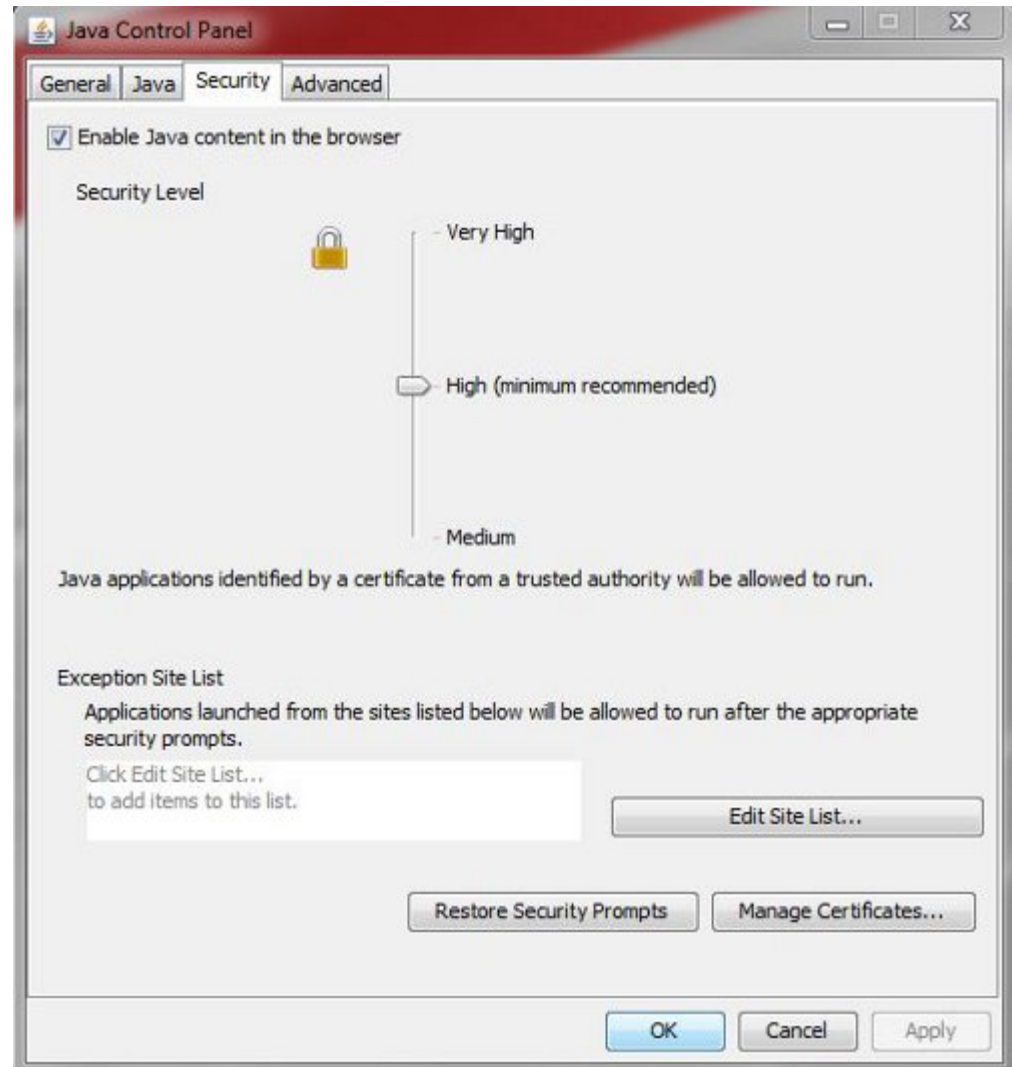 Java Control Panel
General Java Security Advanced
Enable Java content in the browser
Security Level
Very High
High (minimum recommended)
Medium
Java applications identified by a certificate from a trusted authority will be allowed to run.
Exception Site List
Applications launched from the sites listed below will be allowed to run after the appropriate
security prompts.
Click Edit Site List...
to add items to this list.
Edit Site List...
Restore Security Prompts Manage Certificates...
OK Cancel Apply